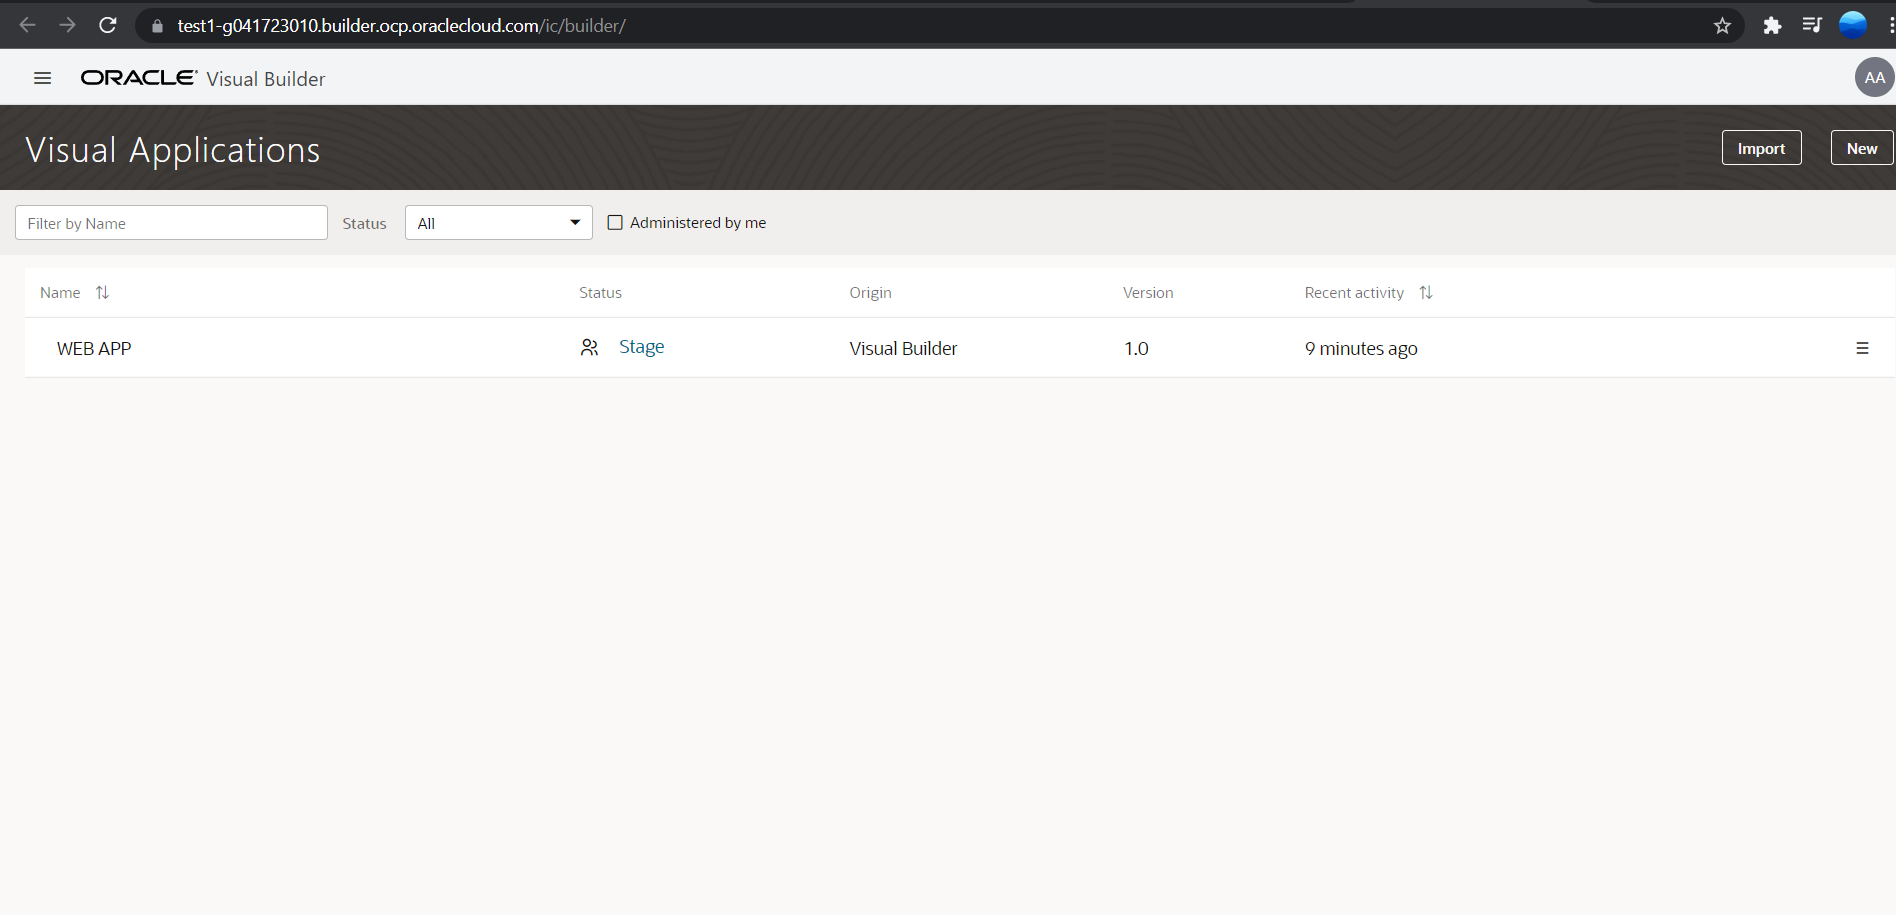 test1-g041723010.builder.ocp.oraclecloud.com/ic/builder/
ORACLE Visual Builder
AA
Visual Applications
Import
New
Filter by Name
Status
All
Administered by me
Name Status Origin Version Recent activity
WEB APP Stage Visual Builder 1.0 9 minutes ago